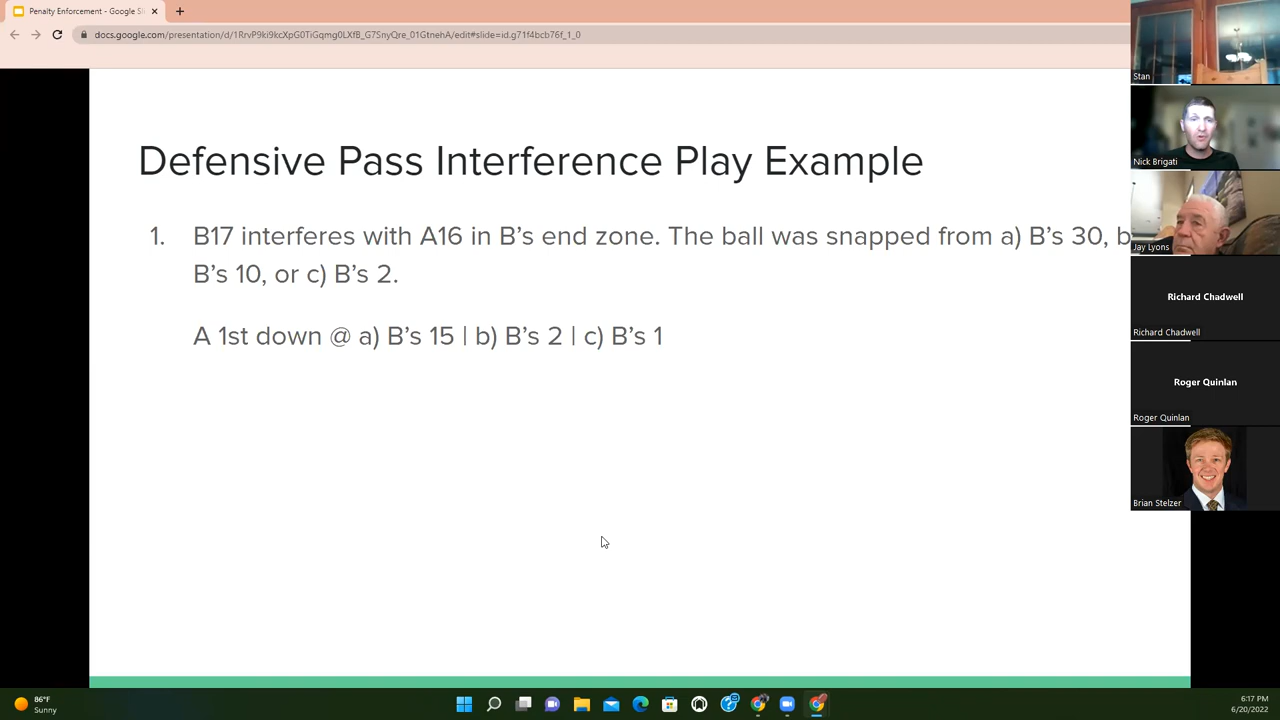 Penalty Enforcement - Google Sl
docs.google.com/presentation/d/1RrvP9ki9kcXpG0TiGqmg0LXfB_G7SnyQre_01GtnehA/edit#slide=id.g71f4bcb76f_1_0
Stan
Nick Brigati
Jay Lyons
Richard Chadwell
Richard Chadwell
Roger Quinlan
Roger Quinlan
Brian Stelzer
Defensive Pass Interference Play Example
1. B17 interferes with A16 in B’s end zone. The ball was snapped from a) B’s 30, b
B’s 10, or c) B’s 2.
A 1st down @ a) B’s 15 | b) B’s 2 | c) B’s 1
86°F
Sunny
6:17 PM
6/20/2022